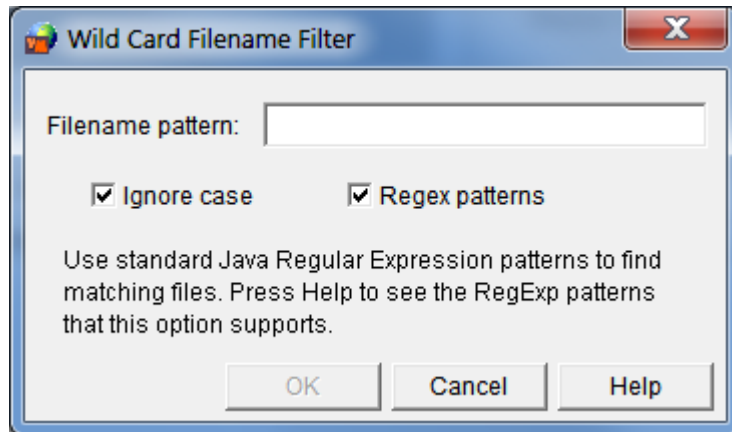 Wild Card Filename Filter
Filename pattern:
Ignore case Regex patterns
Use standard Java Regular Expression patterns to find
matching files. Press Help to see the RegExp patterns
that this option supports.
OK Cancel Help